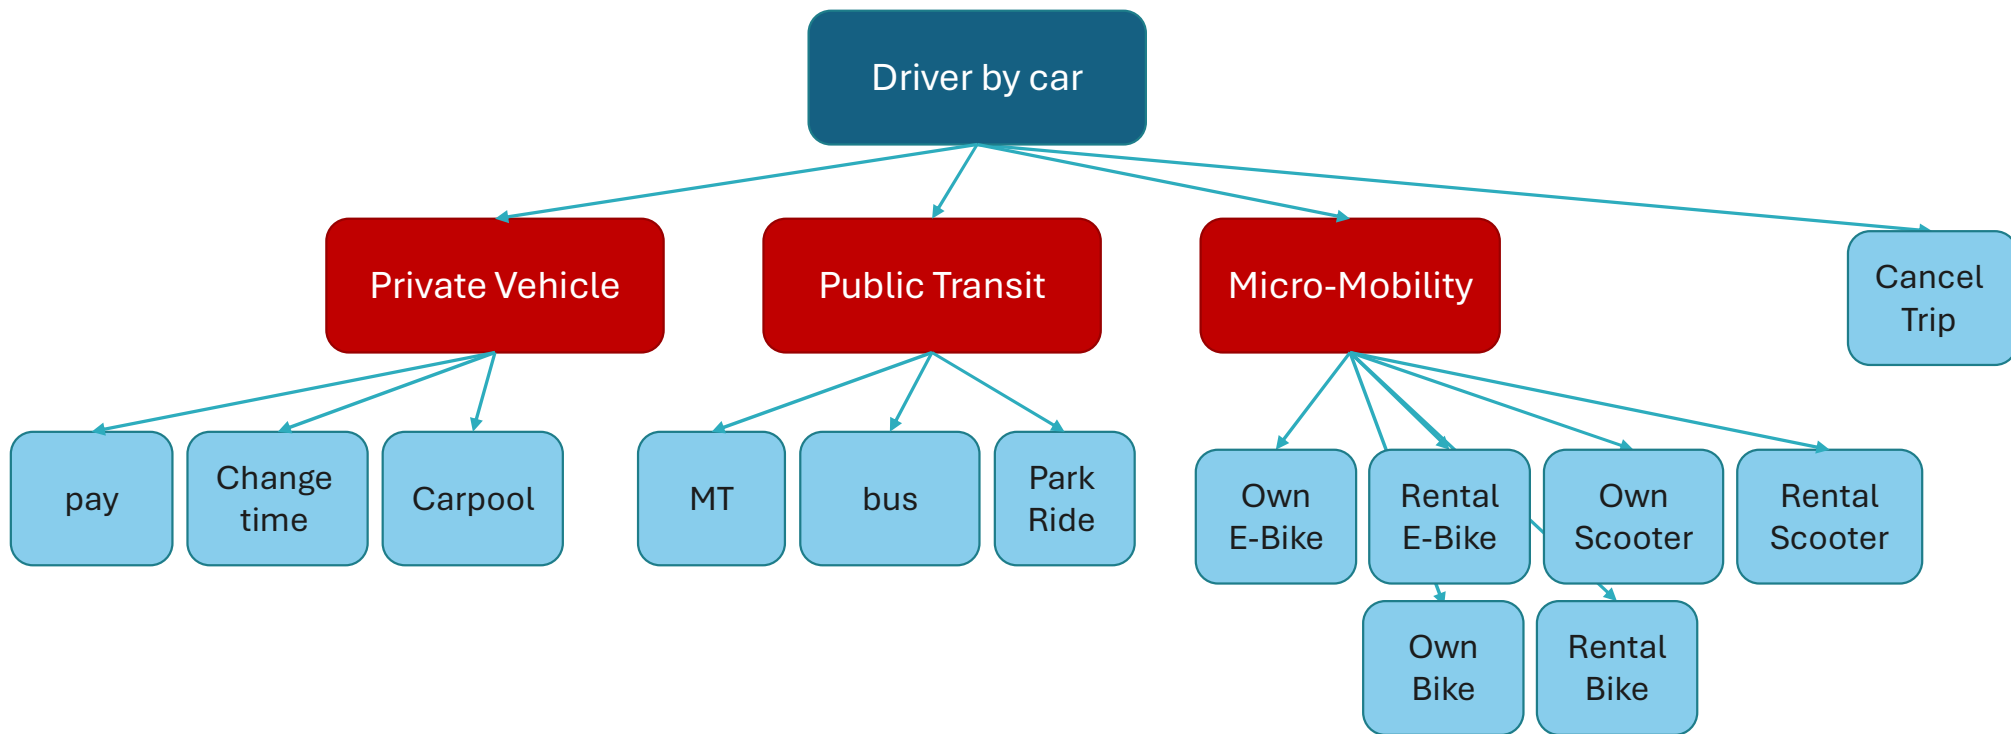 Driver by car
Private Vehicle
Public Transit
Micro-Mobility
Cancel
Trip
pay
Change
time
Carpool
MT
bus
Park
Ride
Own
E-Bike
Rental
E-Bike
Own
Scooter
Rental
Scooter
Own
Bike
Rental
Bike